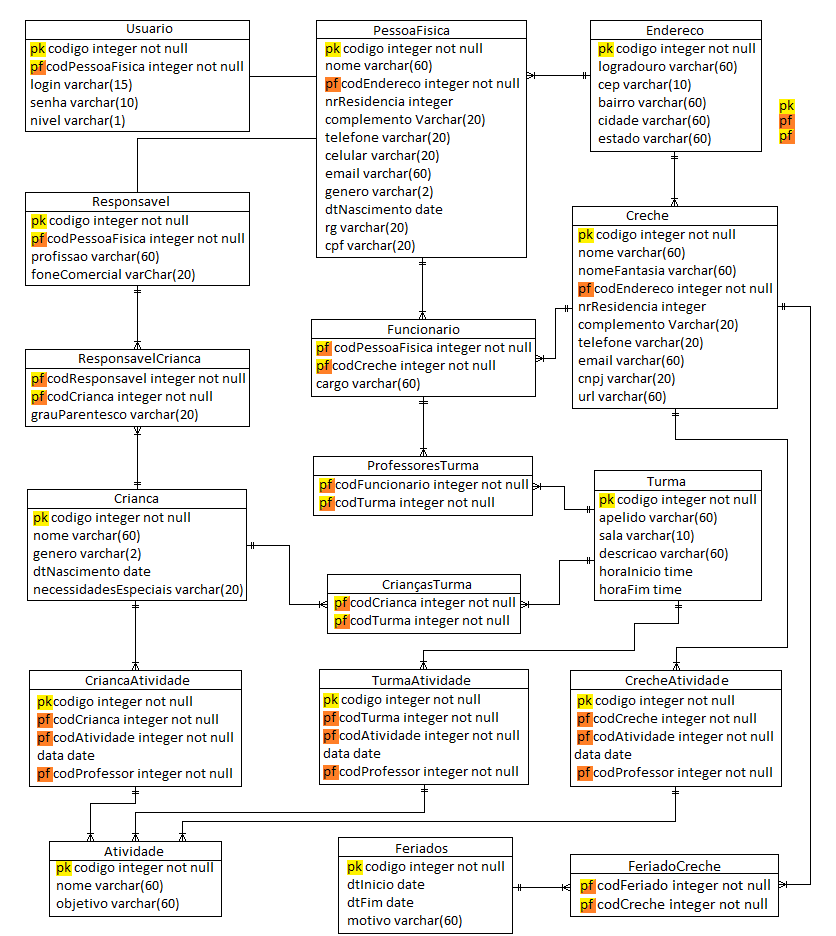 Usuario
pk codigo integer not null
pf codPessoaFisica integer not null
login varchar(15)
senha varchar(10)
nivel varchar(1)
PessoaFisica
pk codigo integer not null
nome varchar(60)
pf codEndereco integer not null
nrResidencia integer
complemento Varchar(20)
telefone varchar(20)
celular varchar(20)
email varchar(60)
genero varchar(2)
dtNascimento date
rg varchar(20)
cpf varchar(20)
Endereco
pk codigo integer not null
logradouro varchar(60)
cep varchar(10)
bairro varchar(60)
cidade varchar(60)
estado varchar(60)
pk
pf
pf
Responsavel
pk codigo integer not null
pf codPessoaFisica integer not null
profissao varchar(60)
foneComercial varChar(20)
Creche
pk codigo integer not null
nome varchar(60)
nomeFantasia varchar(60)
pf codEndereco integer not null
nrResidencia integer
complemento Varchar(20)
telefone varchar(20)
email varchar(60)
cnpj varchar(20)
url varchar(60)
Funcionario
pf codPessoaFisica integer not null
pf codCreche integer not null
cargo varchar(60)
ResponsavelCrianca
pf codResponsavel integer not null
pf codCrianca integer not null
grauParentesco varchar(20)
ProfessoresTurma
pf codFuncionario integer not null
pf codTurma integer not null
Turma
pk codigo integer not null
apelido varchar(60)
sala varchar(10)
descricao varchar(60)
horaInicio time
horaFim time
Crianca
pk codigo integer not null
nome varchar(60)
genero varchar(2)
dtNascimento date
necessidadesEspeciais varchar(20)
CriançasTurma
pf codCrianca integer not null
pf codTurma integer not null
CriancaAtividade
pk codigo integer not null
pf codCrianca integer not null
pf codAtividade integer not null
data date
pf codProfessor integer not null
TurmaAtividade
pk codigo integer not null
pf codTurma integer not null
pf codAtividade integer not null
data date
pf codProfessor integer not null
CrecheAtividade
pk codigo integer not null
pf codCreche integer not null
pf codAtividade integer not null
data date
pf codProfessor integer not null
Atividade
pk codigo integer not null
nome varchar(60)
objetivo varchar(60)
Feriados
pk codigo integer not null
dtInicio date
dtFim date
motivo varchar(60)
FeriadoCreche
pf codFeriado integer not null
pf codCreche integer not null